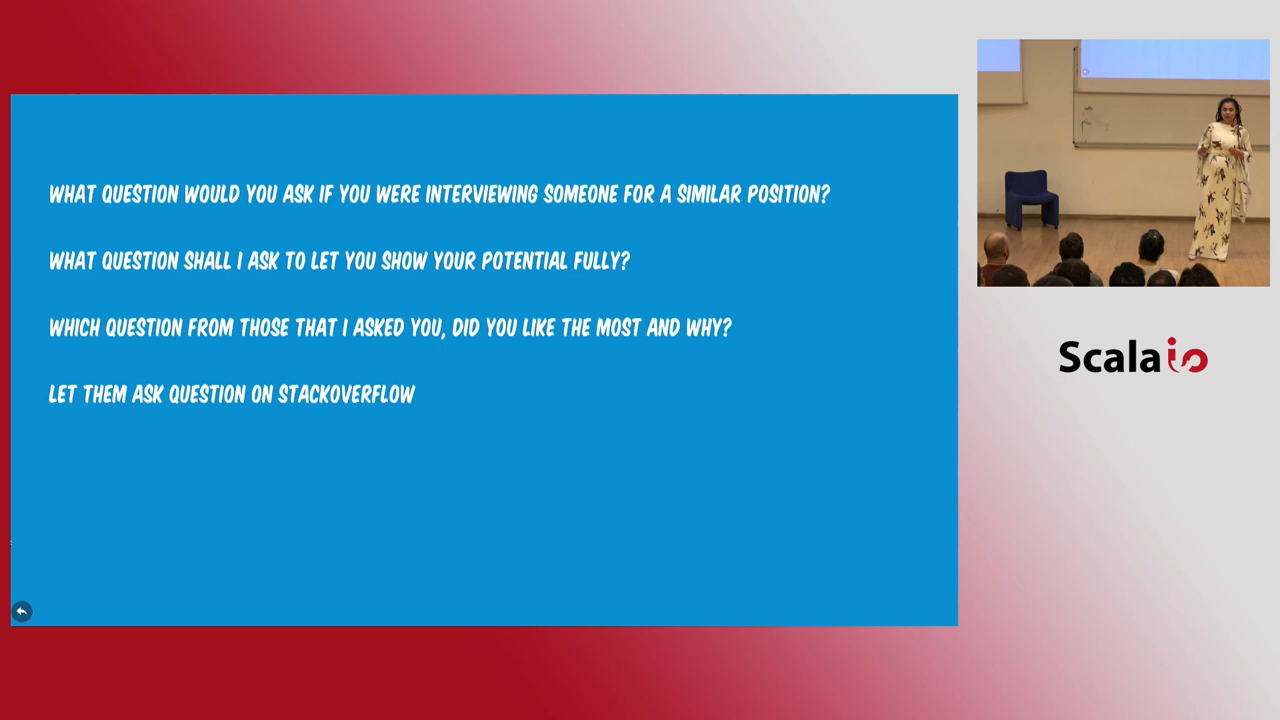 WHAT QUESTION WOULD YOU ASK IF YOU WERE INTERVIEWING SOMEONE FOR A SIMILAR POSITION?
WHAT QUESTION SHALL I ASK TO LET YOU SHOW YOUR POTENTIAL FULLY?
WHICH QUESTION FROM THOSE THAT I ASKED YOU, DID YOU LIKE THE MOST AND WHY?
LET THEM ASK QUESTION ON STACKOVERFLOW
Scala io